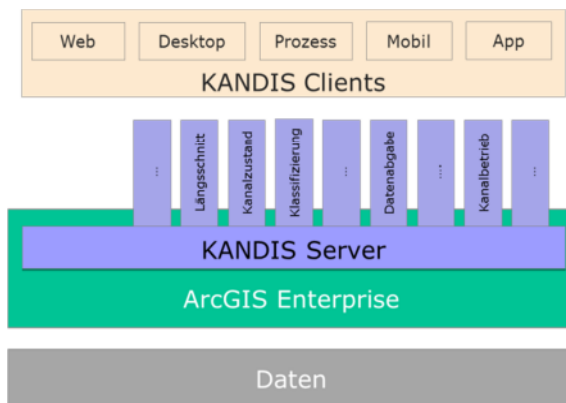 Web
Desktop
Prozess
Mobil
App
KANDIS Clients
...
Längsschnitt
Kanalzustand
Klassifizierung
...
Datenabgabe
....
Kanalbetrieb
...
KANDIS Server
ArcGIS Enterprise
Daten